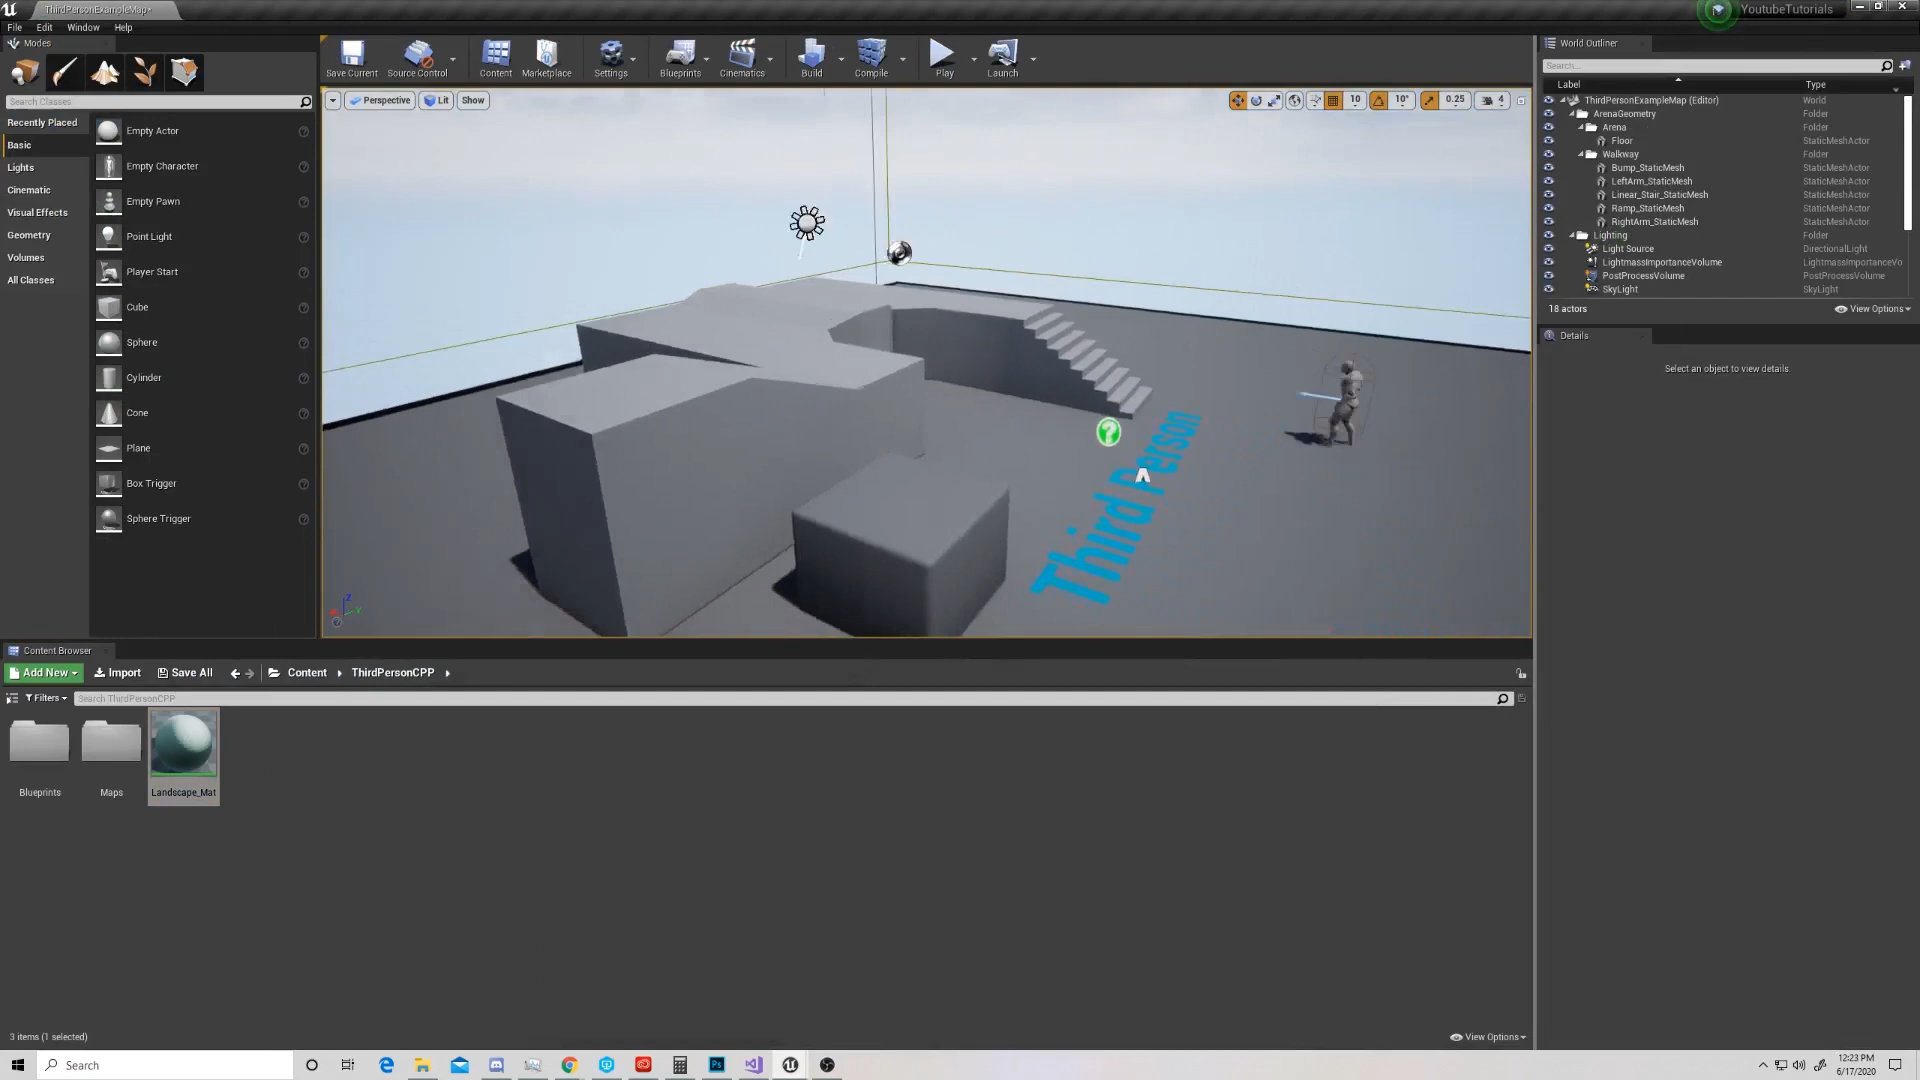 ThirdPersonExampleMap*
YoutubeTutorials
File Edit Window Help
Modes
Search Classes
Recently Placed
Basic
Lights
Cinematic
Visual Effects
Geometry
Volumes
All Classes
Empty Actor
Empty Character
Empty Pawn
Point Light
Player Start
Cube
Sphere
Cylinder
Cone
Plane
Box Trigger
Sphere Trigger
Save Current Source Control Content Marketplace Settings Blueprints Cinematics Build Compile Play Launch
Perspective Lit Show
10 10° 0.25 4
Third Person
Z
Y
World Outliner
Search...
Label Type
ThirdPersonExampleMap (Editor) World
ArenaGeometry Folder
Arena Folder
Floor StaticMeshActor
Walkway Folder
Bump_StaticMesh StaticMeshActor
LeftArm_StaticMesh StaticMeshActor
Linear_Stair_StaticMesh StaticMeshActor
Ramp_StaticMesh StaticMeshActor
RightArm_StaticMesh StaticMeshActor
Lighting Folder
Light Source DirectionalLight
LightmassImportanceVolume LightmassImportanceVo
PostProcessVolume PostProcessVolume
SkyLight SkyLight
18 actors View Options
Details
Select an object to view details.
Content Browser
Add New Import Save All Content ThirdPersonCPP
Filters Search ThirdPersonCPP
Blueprints Maps Landscape_Mat
3 items (1 selected) View Options
Search
12:23 PM
6/17/2020